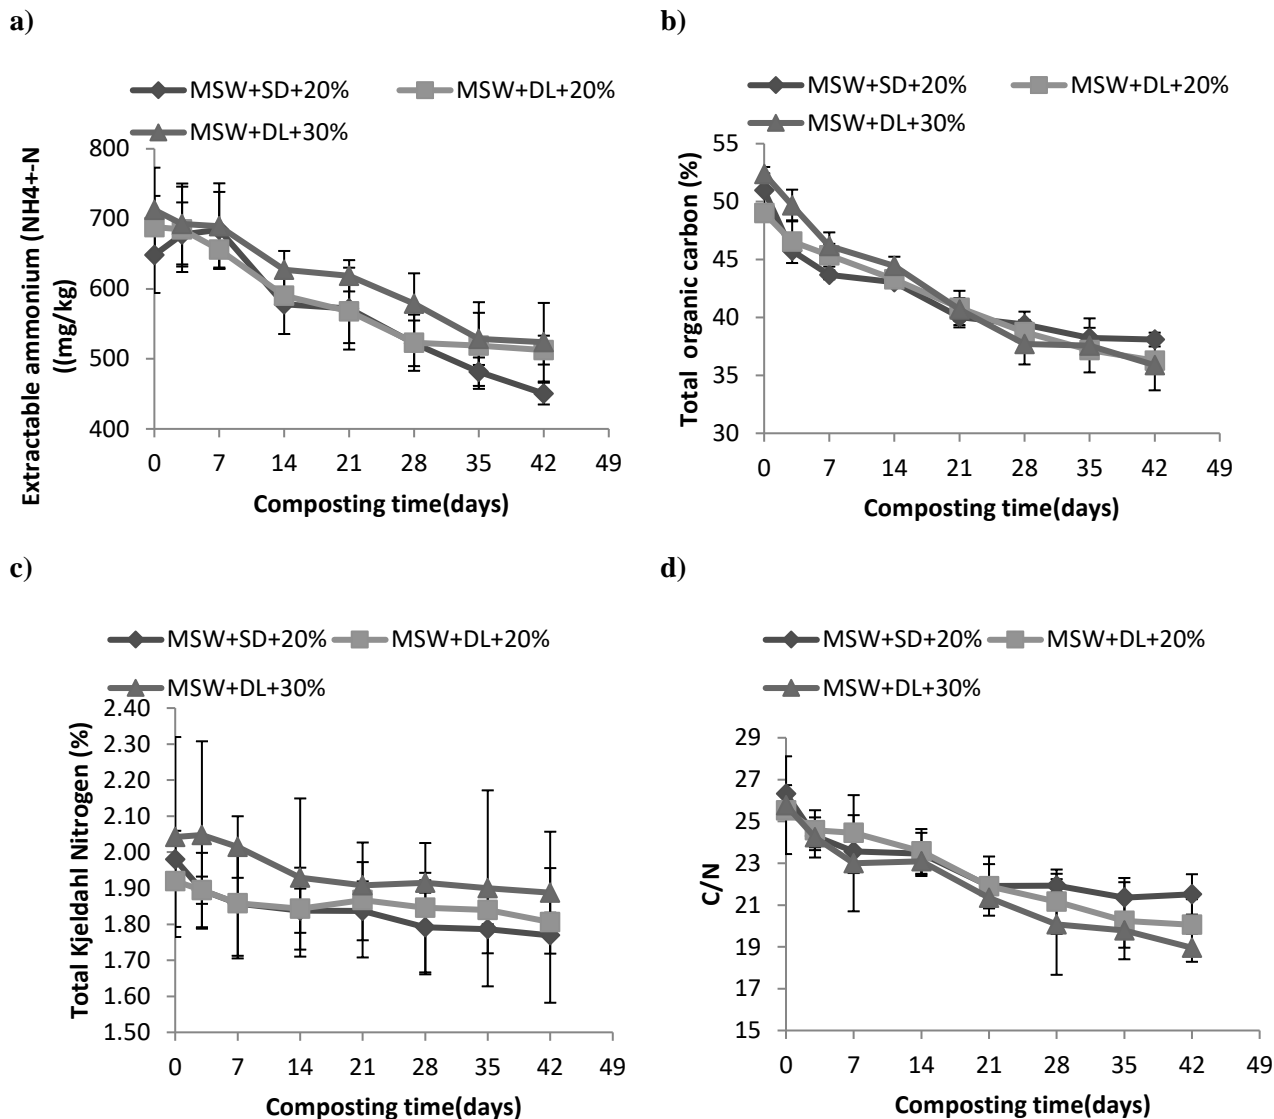 a)
MSW+SD+20% MSW+DL+20%
MSW+DL+30%
800
700
600
500
400
0 7 14 21 28 35 42 49
Extractable ammonium (NH4+-N
((mg/kg)
Composting time(days)
b)
MSW+SD+20% MSW+DL+20%
MSW+DL+30%
55
50
45
40
35
30
0 7 14 21 28 35 42 49
Total organic carbon (%)
Composting time(days)
c)
MSW+SD+20% MSW+DL+20%
MSW+DL+30%
2.40
2.30
2.20
2.10
2.00
1.90
1.80
1.70
1.60
1.50
0 7 14 21 28 35 42 49
Total Kjeldahl Nitrogen (%)
Composting time(days)
d)
MSW+SD+20% MSW+DL+20%
MSW+DL+30%
29
27
25
23
21
19
17
15
0 7 14 21 28 35 42 49
C/N
Composting time(days)